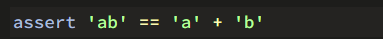 assert 'ab' == 'a' + 'b'